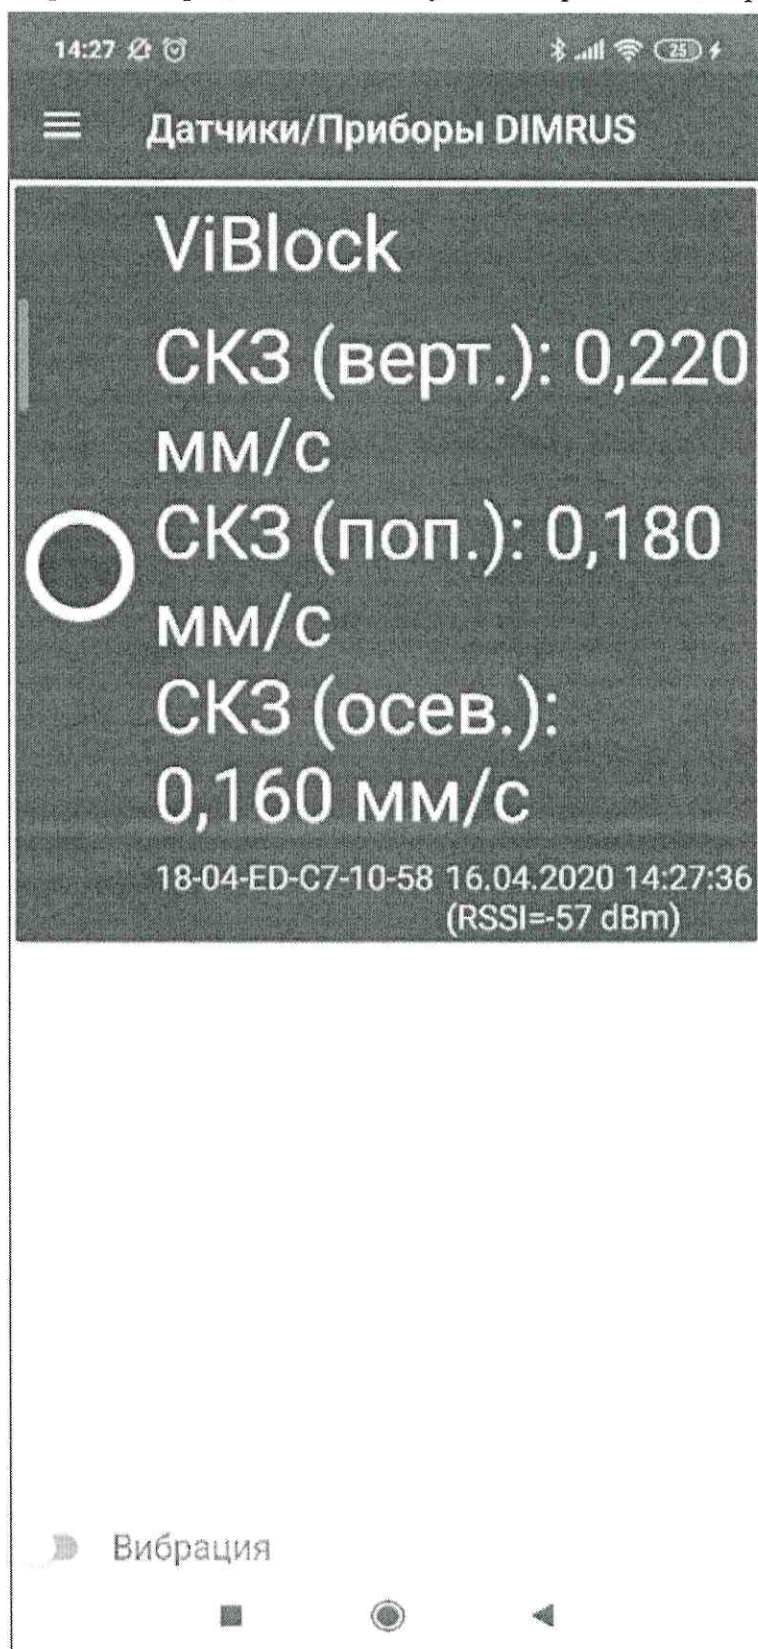 14:27
25
Датчики/Приборы DIMRUS
ViBlock
СКЗ (верт.): 0,220
мм/с
СКЗ (поп.): 0,180
мм/с
СКЗ (осев.):
0,160 мм/с
18-04-ED-C7-10-58 16.04.2020 14:27:36
(RSSI=-57 dBm)
Вибрация